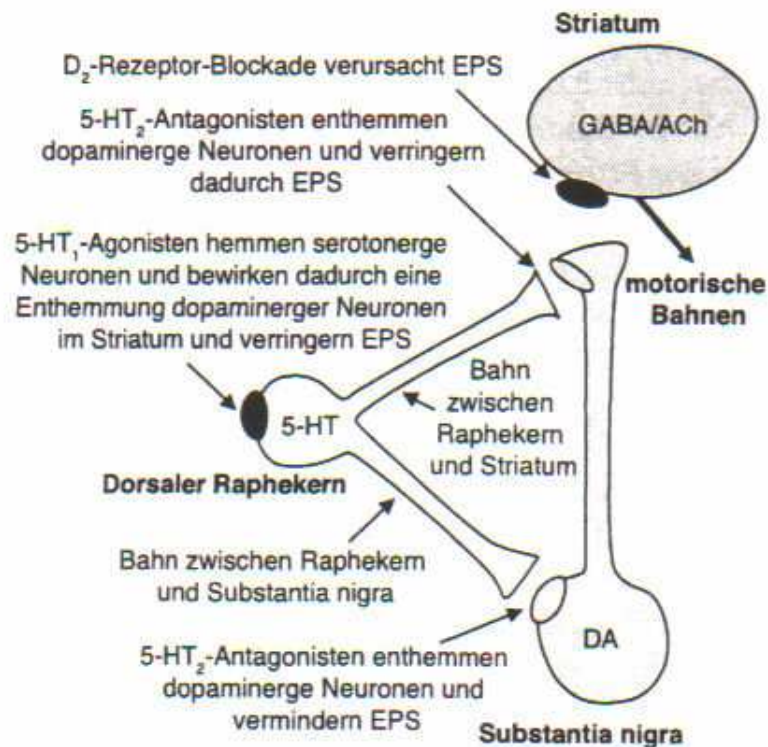 Striatum
D₂-Rezeptor-Blockade verursacht EPS
GABA/ACh
5-HT₂-Antagonisten enthemmen
dopaminerge Neuronen und verringern
dadurch EPS
5-HT₁-Agonisten hemmen serotonerge
Neuronen und bewirken dadurch eine
Enthemmung dopaminerger Neuronen
im Striatum und verringern EPS
motorische
Bahnen
5-HT
Bahn
zwischen
Raphekern
und Striatum
Dorsaler Raphekern
Bahn zwischen Raphekern
und Substantia nigra
DA
5-HT₂-Antagonisten enthemmen
dopaminerge Neuronen und
vermindern EPS
Substantia nigra